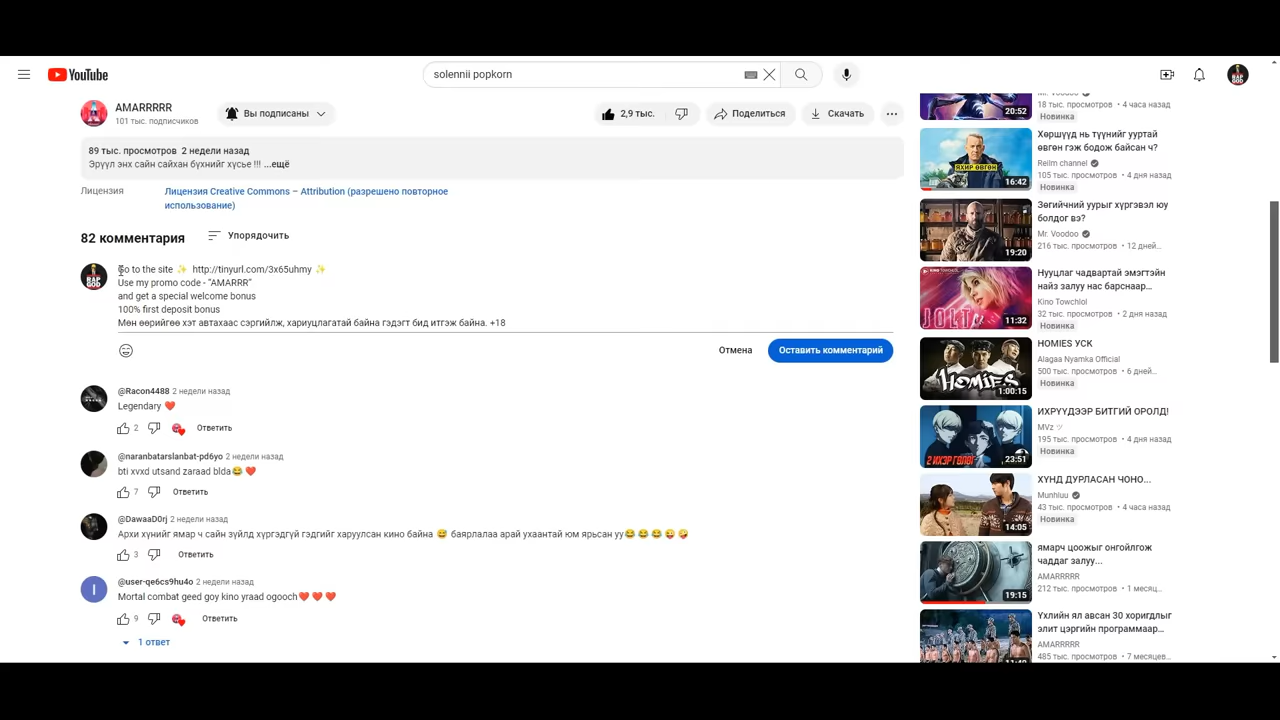 YouTube
solennii popkorn
AMARRRRR
101 тыс. подписчиков
Вы подписаны
2,9 тыс.
Поделиться
Скачать
89 тыс. просмотров 2 недели назад
Эрүүл энх сайн сайхан бүхнийг хүсье !!! ...ещё
Лицензия
Лицензия Creative Commons – Attribution (разрешено повторное
использование)
82 комментария
Упорядочить
Go to the site ✨ http://tinyurl.com/3x65uhmy ✨
Use my promo code - "AMARRR"
and get a special welcome bonus
100% first deposit bonus
Мөн өөрийгөө хэт автахаас сэргийлж, хариуцлагатай байна гэдэгт бид итгэж байна. +18
Отмена
Оставить комментарий
@Racon4488 2 недели назад
Legendary ❤️
2
Ответить
@naranbatarslanbat-pd6yo 2 недели назад
bti xvxd utsand zaraad blda😂 ❤️
7
Ответить
@DawaaD0rj 2 недели назад
Архи хүнийг ямар ч сайн зүйлд хүргэдгүй гэдгийг харуулсан кино байна 😅 баярлалаа арай ухаантай юм ярьсан уу😂 😂 😂 😜 🤪
3
Ответить
@user-qe6cs9hu4o 2 недели назад
Mortal combat geed goy kino yraad ogooch❤️ ❤️ ❤️
9
Ответить
1 ответ
RAP
GOD
20:52
Mr. Voodoo
18 тыс. просмотров • 4 часа назад
Новинка
ЯХИР ӨВГӨН
16:42
Хөршүүд нь түүнийг ууртай
өвгөн гэж бодож байсан ч?
Reilm channel
105 тыс. просмотров • 4 дня назад
Новинка
19:20
Зөгийчний уурыг хүргэвэл юу
болдог вэ?
Mr. Voodoo
216 тыс. просмотров • 12 дней...
JOLT
11:32
Нууцлаг чадвартай эмэгтэйн
найз залуу нас барснаар...
Kino Towchlol
32 тыс. просмотров • 2 дня назад
Новинка
HOMIES
1:00:15
HOMIES УСК
Alagaa Nyamka Official
500 тыс. просмотров • 6 дней...
Новинка
2 ИХЭР ГӨЛӨГ
23:51
ИХРҮҮДЭЭР БИТГИЙ ОРОЛД!
MVz ツ
195 тыс. просмотров • 4 дня назад
Новинка
14:05
ХҮНД ДУРЛАСАН ЧОНО...
Munhluu
43 тыс. просмотров • 4 часа назад
Новинка
19:15
ямарч цоожыг онгойлгож
чаддаг залуу...
AMARRRRR
212 тыс. просмотров • 1 месяц...
Үхлийн ял авсан 30 хоригдлыг
элит цэргийн программаар...
AMARRRRR
485 тыс. просмотров • 7 месяцев...